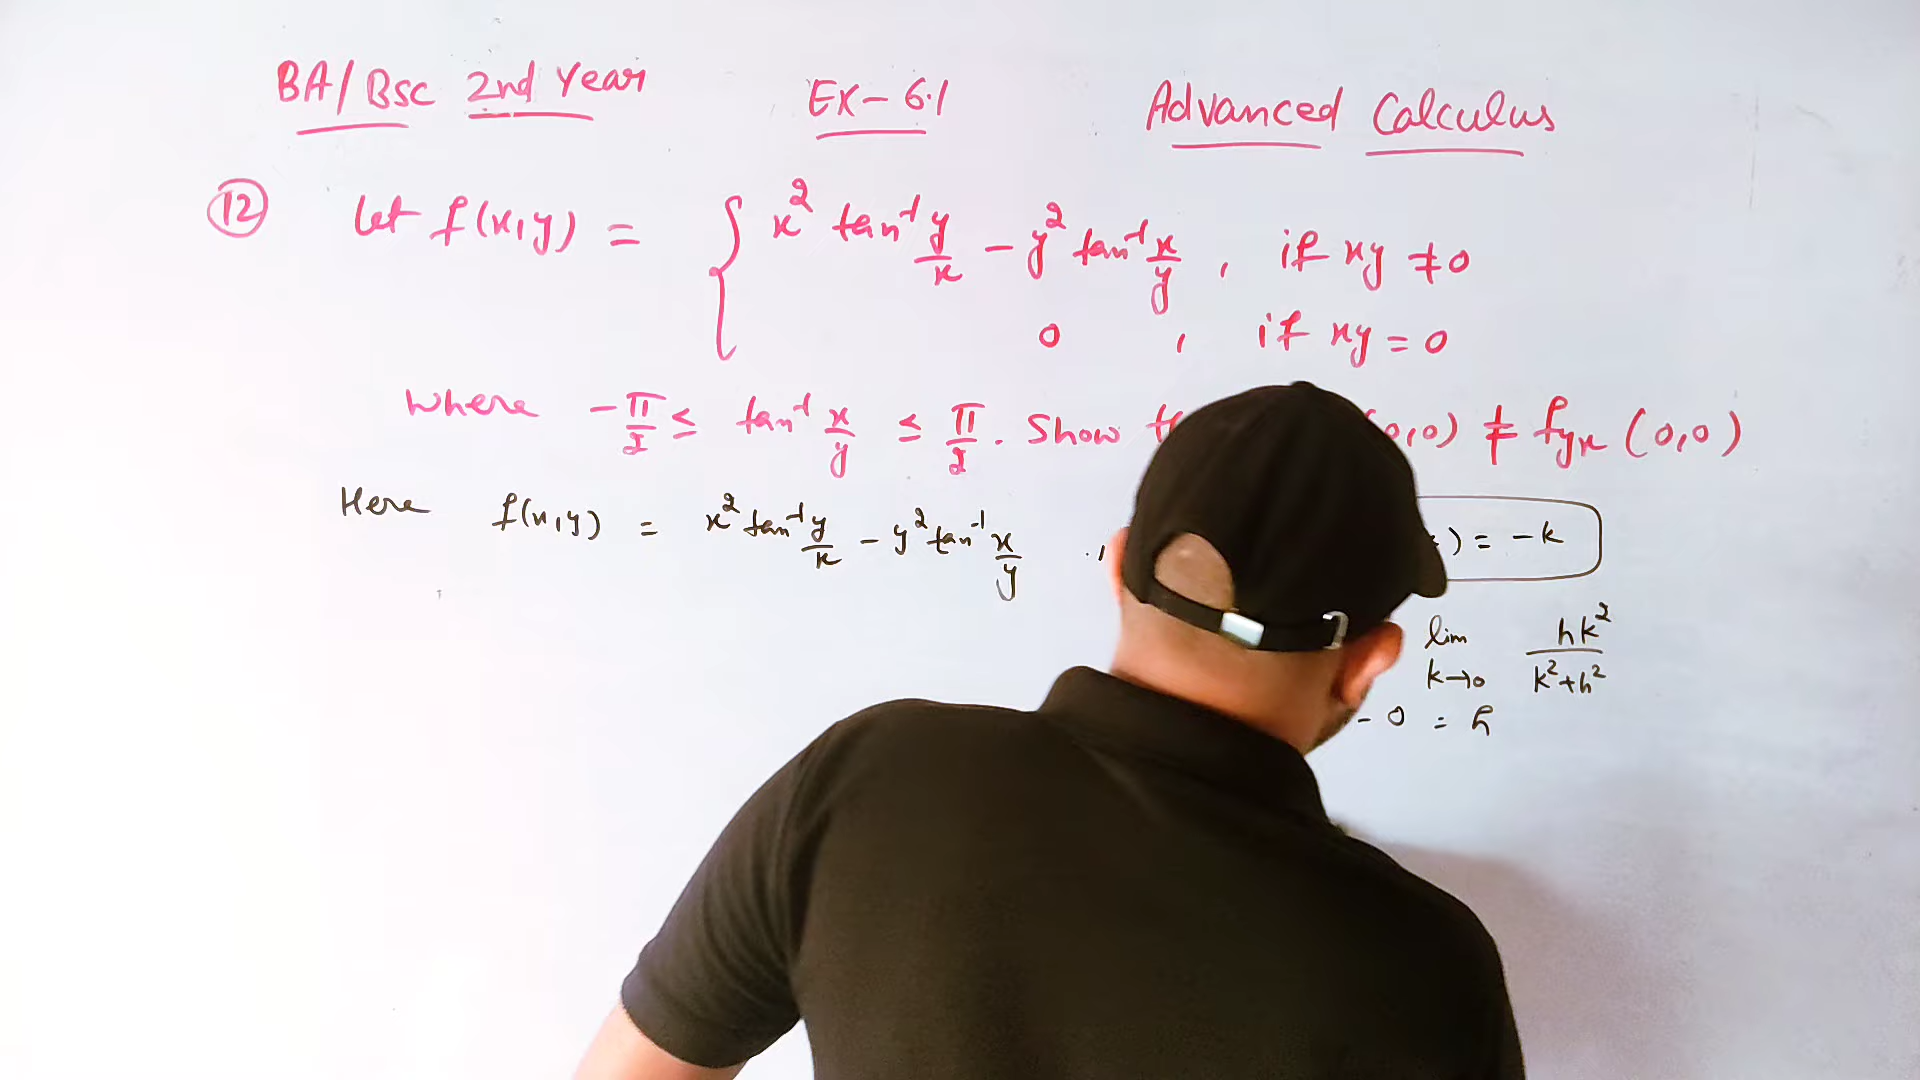 BA/Bsc 2nd Year EX-6.1 Advanced Calculus
(12) Let f(x,y) = { x² tan⁻¹ y/x - y² tan⁻¹ x/y , if xy ≠ 0
0 , if xy = 0
Where -π/2 ≤ tan⁻¹ x/y ≤ π/2. Show 0,0) ≠ fyx (0,0)
Here f(x,y) = x² tan⁻¹ y/x - y² tan⁻¹ x/y ) = -k
lim k→0 hk²/k²+h²
- 0 = h